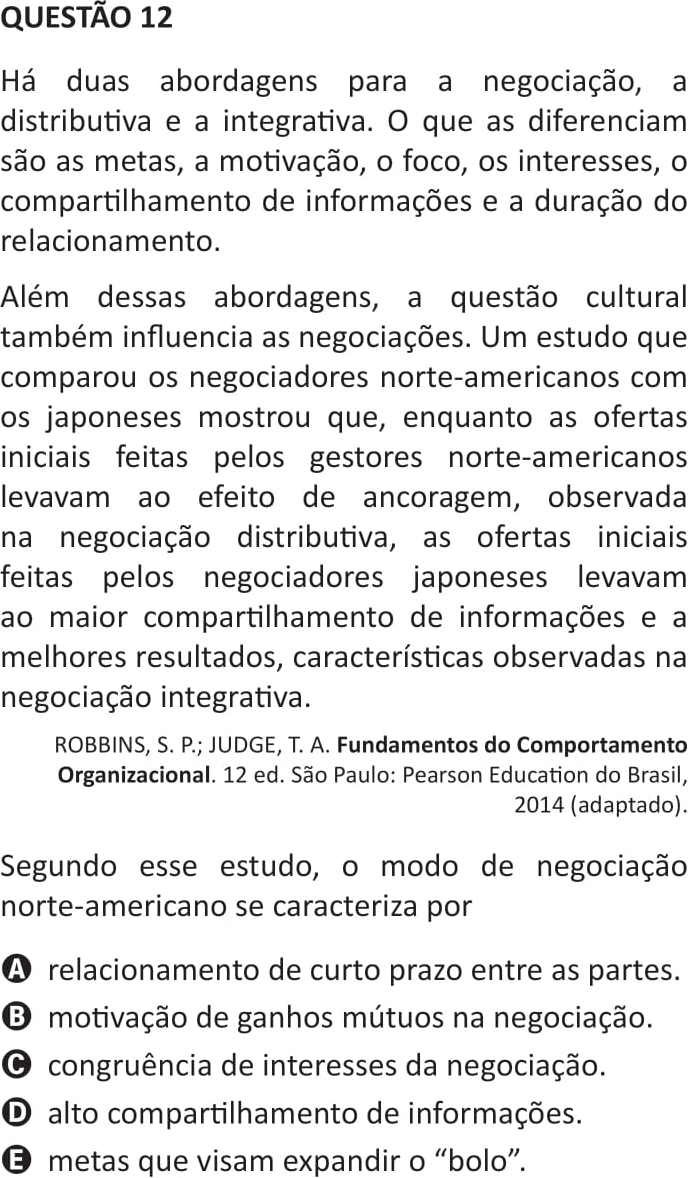 QUESTÃO 12
Há duas abordagens para a negociação, a
distributiva e a integrativa. O que as diferenciam
são as metas, a motivação, o foco, os interesses, o
compartilhamento de informações e a duração do
relacionamento.
Além dessas abordagens, a questão cultural
também influencia as negociações. Um estudo que
comparou os negociadores norte-americanos com
os japoneses mostrou que, enquanto as ofertas
iniciais feitas pelos gestores norte-americanos
levavam ao efeito de ancoragem, observada
na negociação distributiva, as ofertas iniciais
feitas pelos negociadores japoneses levavam
ao maior compartilhamento de informações e a
melhores resultados, características observadas na
negociação integrativa.
ROBBINS, S. P.; JUDGE, T. A. Fundamentos do Comportamento
Organizacional. 12 ed. São Paulo: Pearson Education do Brasil,
2014 (adaptado).
Segundo esse estudo, o modo de negociação
norte-americano se caracteriza por
A relacionamento de curto prazo entre as partes.
B motivação de ganhos mútuos na negociação.
C congruência de interesses da negociação.
D alto compartilhamento de informações.
E metas que visam expandir o “bolo”.